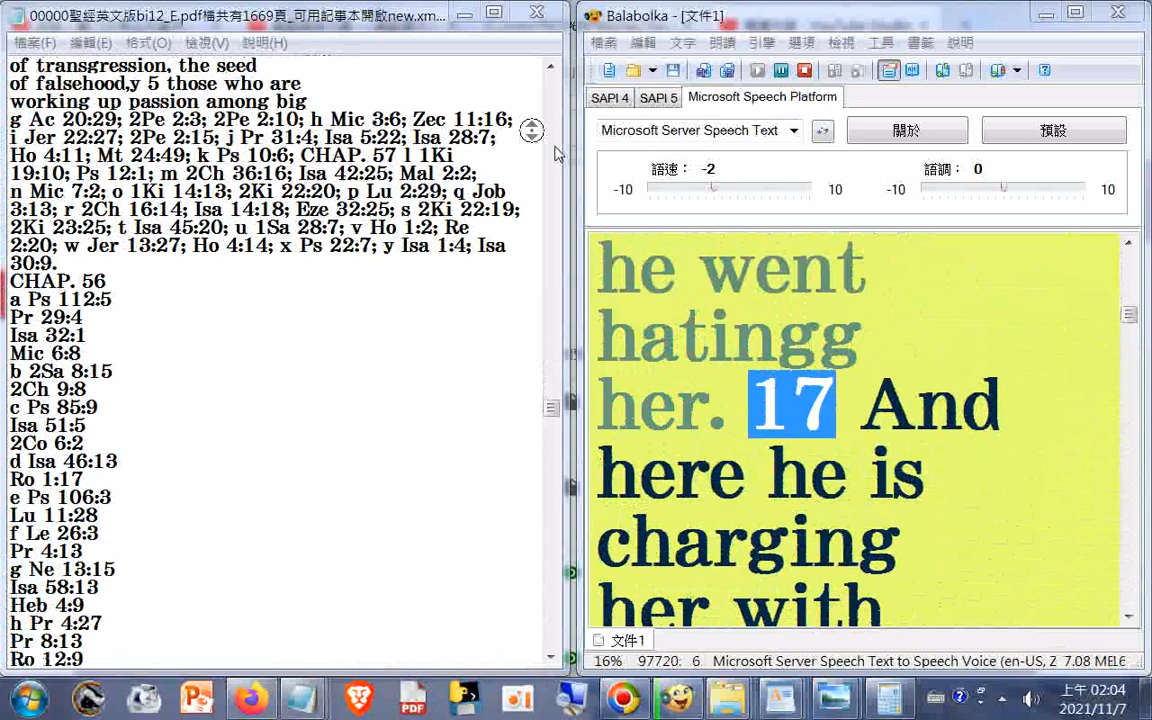 00000聖經英文版bi12_E.pdf檔共有1669頁_可用記事本開啟new.xm...
檔案(F) 編輯(E) 格式(O) 檢視(V) 說明(H)
of transgression, the seed
of falsehood,y 5 those who are
working up passion among big
g Ac 20:29; 2Pe 2:3; 2Pe 2:10; h Mic 3:6; Zec 11:16;
i Jer 22:27; 2Pe 2:15; j Pr 31:4; Isa 5:22; Isa 28:7;
Ho 4:11; Mt 24:49; k Ps 10:6; CHAP. 57 l 1Ki
19:10; Ps 12:1; m 2Ch 36:16; Isa 42:25; Mal 2:2;
n Mic 7:2; o 1Ki 14:13; 2Ki 22:20; p Lu 2:29; q Job
3:13; r 2Ch 16:14; Isa 14:18; Eze 32:25; s 2Ki 22:19;
2Ki 23:25; t Isa 45:20; u 1Sa 28:7; v Ho 1:2; Re
2:20; w Jer 13:27; Ho 4:14; x Ps 22:7; y Isa 1:4; Isa
30:9.
CHAP. 56
a Ps 112:5
Pr 29:4
Isa 32:1
Mic 6:8
b 2Sa 8:15
2Ch 9:8
c Ps 85:9
Isa 51:5
2Co 6:2
d Isa 46:13
Ro 1:17
e Ps 106:3
Lu 11:28
f Le 26:3
Pr 4:13
g Ne 13:15
Isa 58:13
Heb 4:9
h Pr 4:27
Pr 8:13
Ro 12:9
Balabolka - [文件1]
檔案 編輯 文字 朗讀 引擎 選項 檢視 工具 書籤 說明
SAPI 4 SAPI 5 Microsoft Speech Platform
Microsoft Server Speech Text 關於 預設
語速： -2 語調： 0
-10 10 -10 10
he went
hatingg
her. 17 And
here he is
charging
her with
文件1
16% 97720: 6 Microsoft Server Speech Text to Speech Voice (en-US, Z 7.08 ME16
上午 02:04
2021/11/7